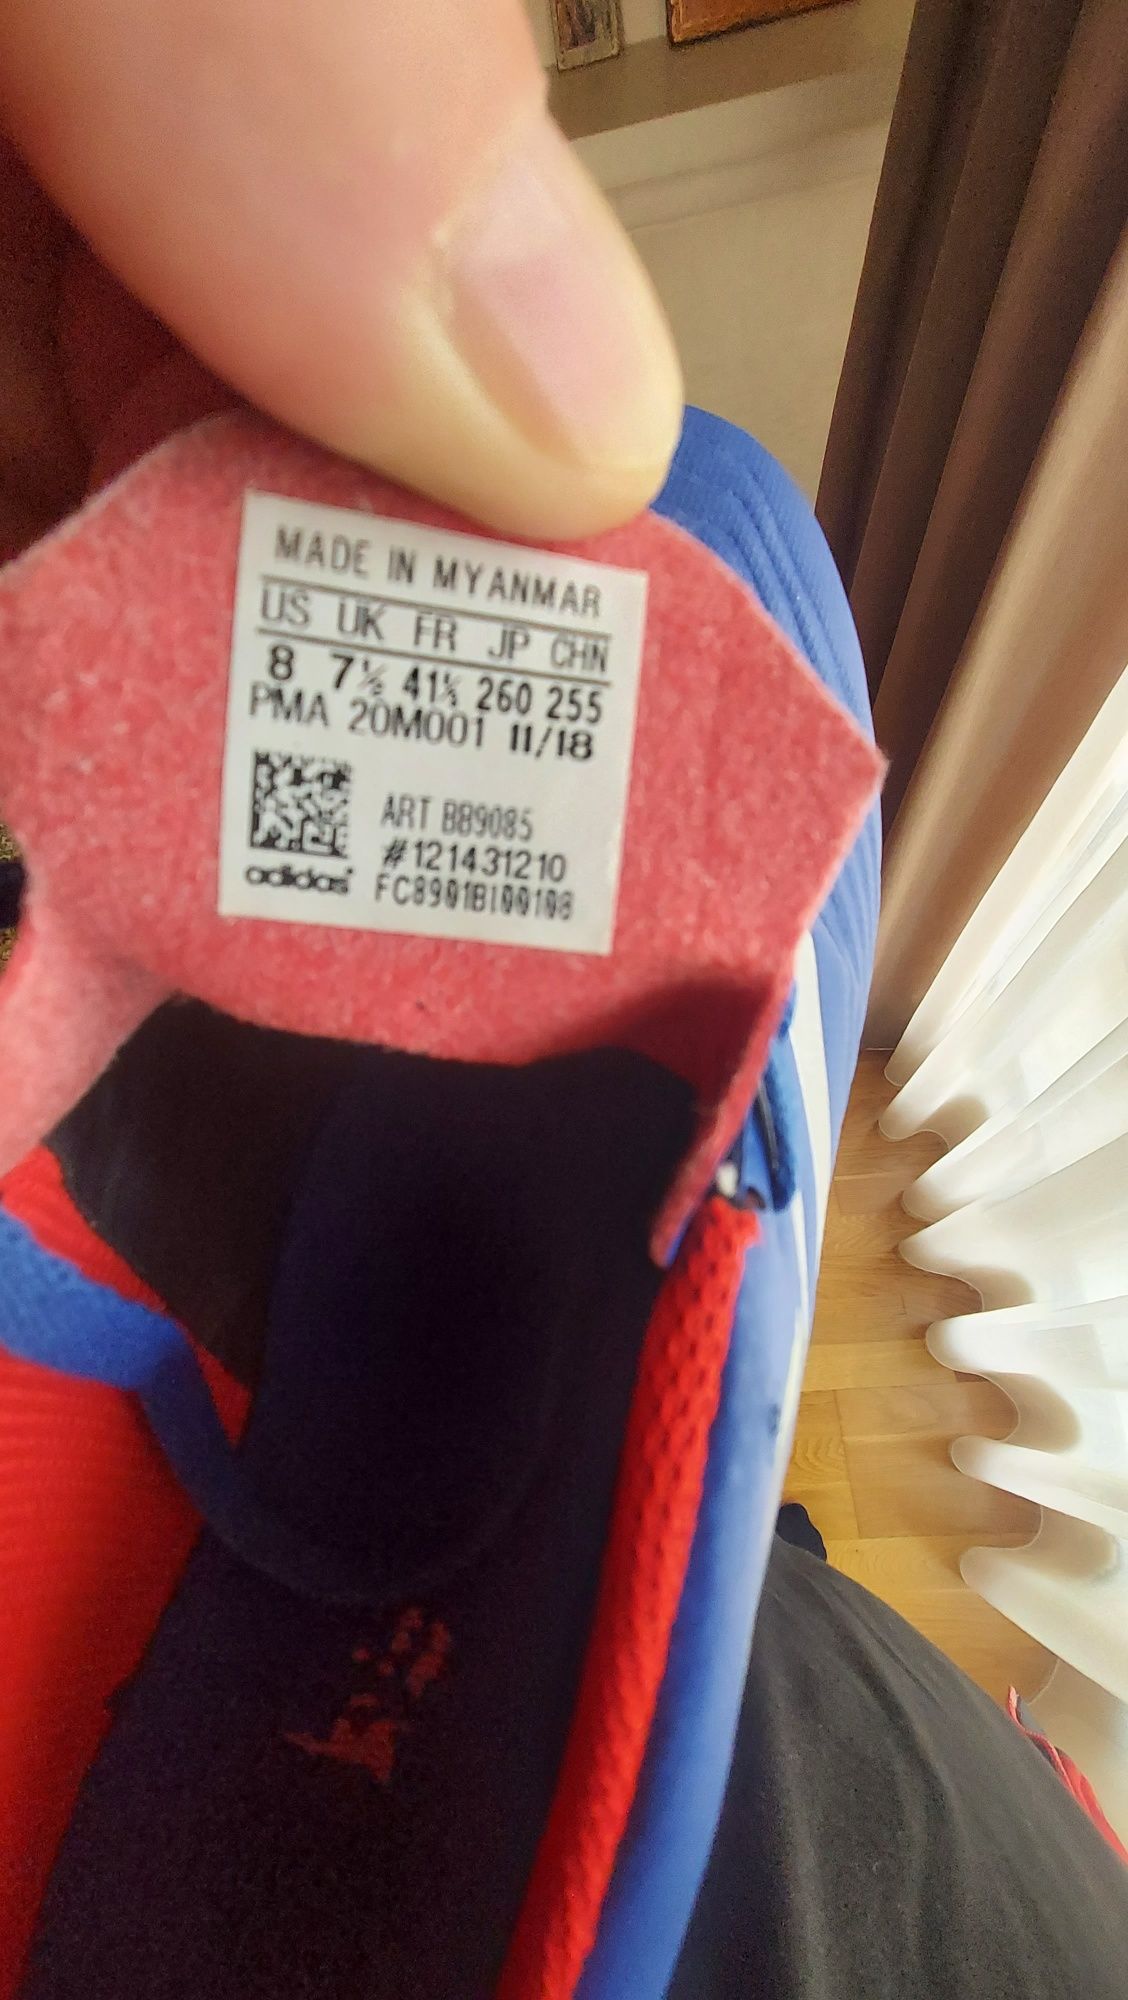 MADE IN MYANMAR
US UK FR JP CHN
8 7½ 41⅓ 260 255
PMA 20M001 11/18
ART BB9085
#121431210
adidas FC8901BI00108